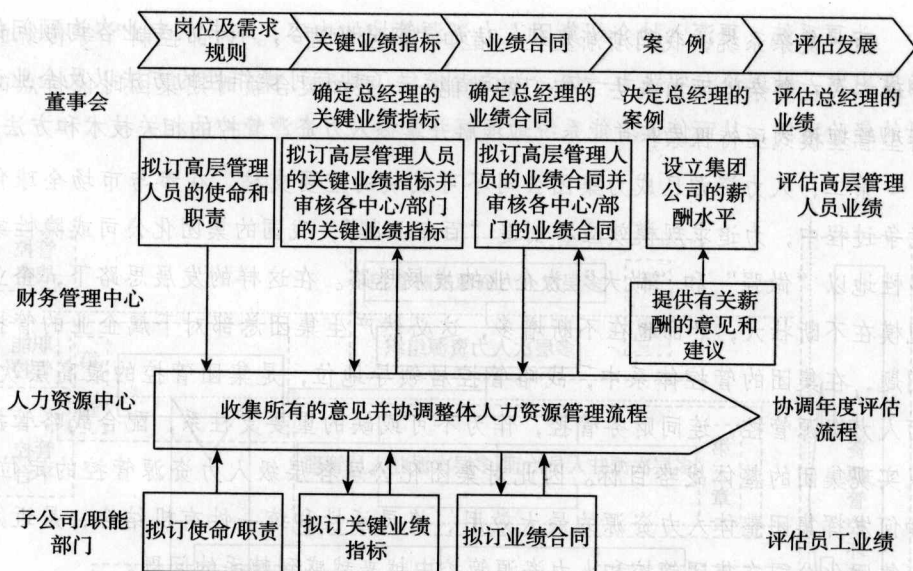 岗位及需求
规则
关键业绩指标
业绩合同
案 例
评估发展
董事会
确定总经理的
关键业绩指标
确定总经理的
业绩合同
决定总经理的
案例
评估总经理的
业绩
拟订高层管理
人员的使命和
职责
拟订高层管理人员
的关键业绩指标并
审核各中心/部门
的关键业绩指标
拟订高层管理人
员的业绩合同并
审核各中心/部
门的业绩合同
设立集团
公司的薪
酬水平
评估高层管理
人员业绩
财务管理中心
提供有关薪
酬的意见和
建议
人力资源中心
收集所有的意见并协调整体人力资源管理流程
协调年度评估
流程
子公司/职能
部门
拟订使命/职责
拟订关键业绩
指标
拟订业绩合同
评估员工业绩